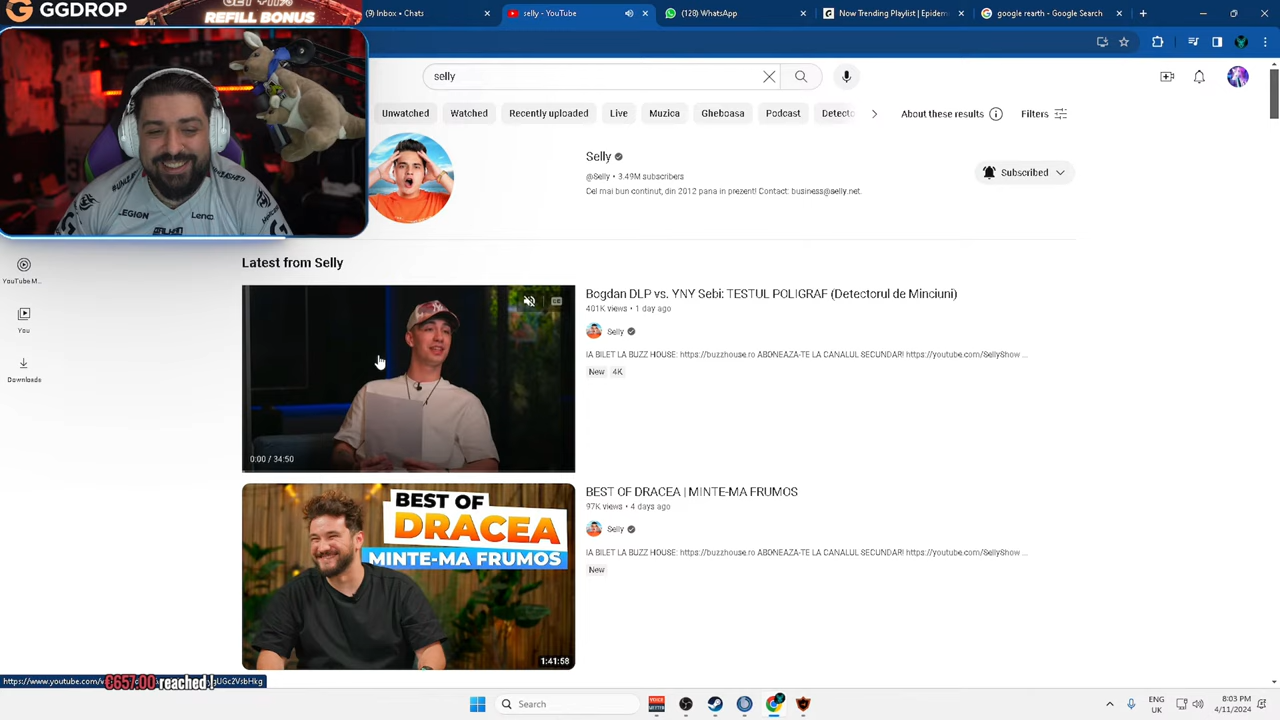 GET +11%
GGDROP
REFILL BONUS
(9) Inbox • Chats
selly - YouTube
(127) WhatsApp
Now Trending Playlist
Google realter - Google
selly
Unwatched
Watched
Recently uploaded
Live
Muzica
Gheboasa
Podcast
Detecto
About these results
Filters
Selly
@Selly • 3.49M subscribers
Cel mai bun continut, din 2012 pana in prezent! Contact: business@selly.net.
Subscribed
LEGION
Lenovo
YouTube M...
You
Downloads
Latest from Selly
0:00 / 34:50
Bogdan DLP vs. YNY Sebi: TESTUL POLIGRAF (Detectorul de Minciuni)
401K views • 1 day ago
Selly
IA BILET LA BUZZ HOUSE: https://buzzhouse.ro ABONEAZA-TE LA CANALUL SECUNDAR! https://youtube.com/SellyShow ...
New
4K
BEST OF
DRACEA
MINTE-MA FRUMOS
1:41:58
BEST OF DRACEA | MINTE-MA FRUMOS
97K views • 4 days ago
Selly
IA BILET LA BUZZ HOUSE: https://buzzhouse.ro ABONEAZA-TE LA CANALUL SECUNDAR! https://youtube.com/SellyShow ...
New
€657.00 reached !
Search
ENG
UK
8:03 PM
4/11/2024